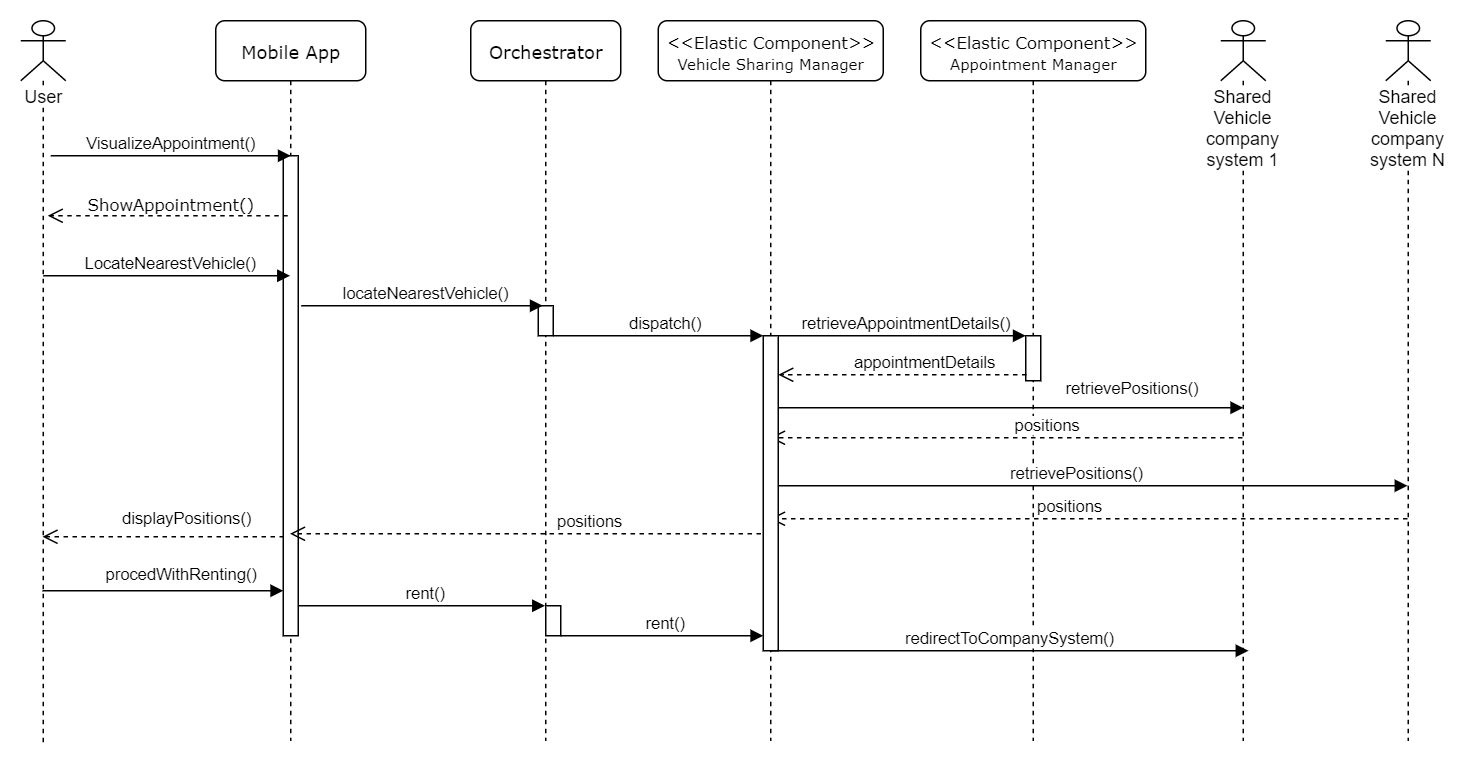 Mobile App
Orchestrator
<<Elastic Component>>
Vehicle Sharing Manager
<<Elastic Component>>
Appointment Manager
User
Shared
Vehicle
company
system 1
Shared
Vehicle
company
system N
VisualizeAppointment()
ShowAppointment()
LocateNearestVehicle()
locateNearestVehicle()
dispatch()
retrieveAppointmentDetails()
appointmentDetails
retrievePositions()
positions
retrievePositions()
positions
positions
displayPositions()
procedWithRenting()
rent()
rent()
redirectToCompanySystem()